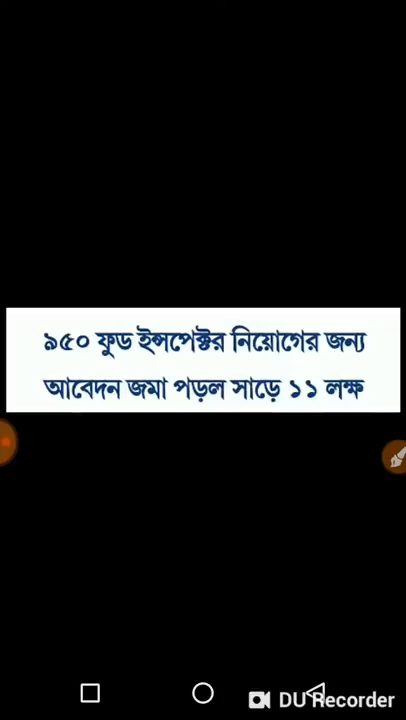 ৯৫০ ফুড ইন্সপেক্টর নিয়োগের জন্য
আবেদন জমা পড়ল সাড়ে ১১ লক্ষ
DU Recorder